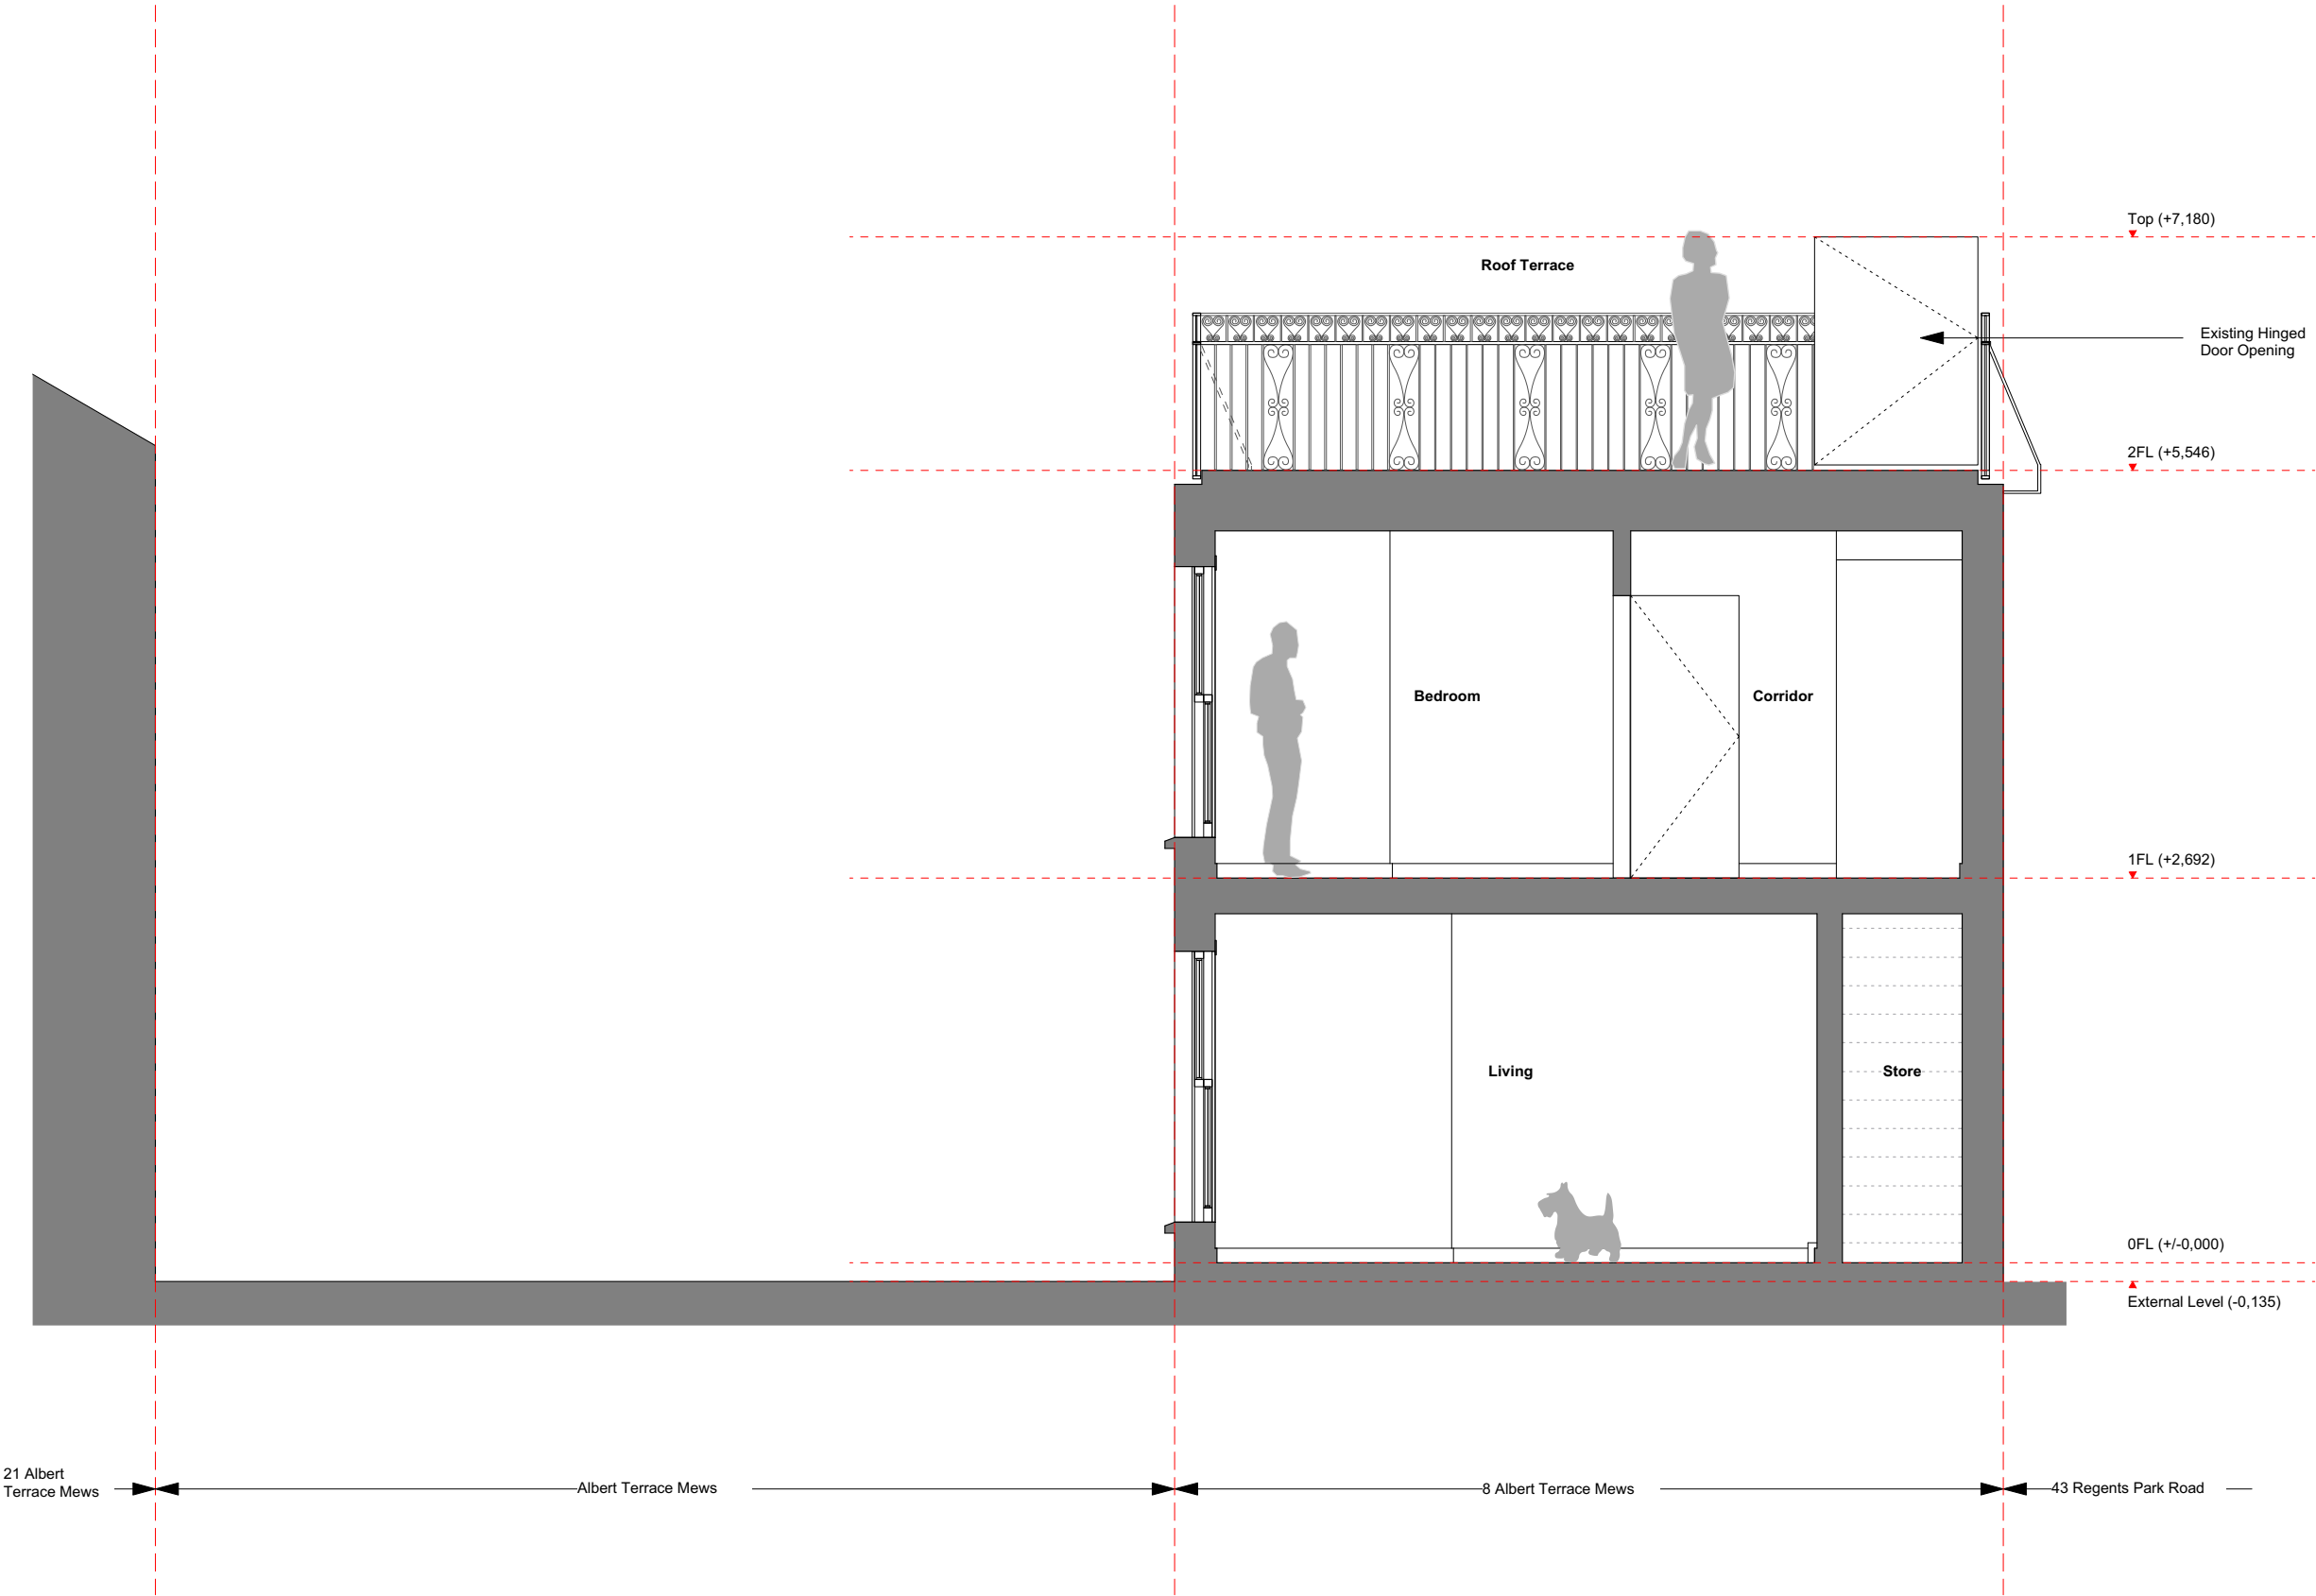 Top (+7,180)
Roof Terrace
Existing Hinged
Door Opening
2FL (+5,546)
Bedroom
Corridor
1FL (+2,692)
Living
Store
0FL (+/-0,000)
External Level (-0,135)
21 Albert
Terrace Mews
Albert Terrace Mews
8 Albert Terrace Mews
43 Regents Park Road